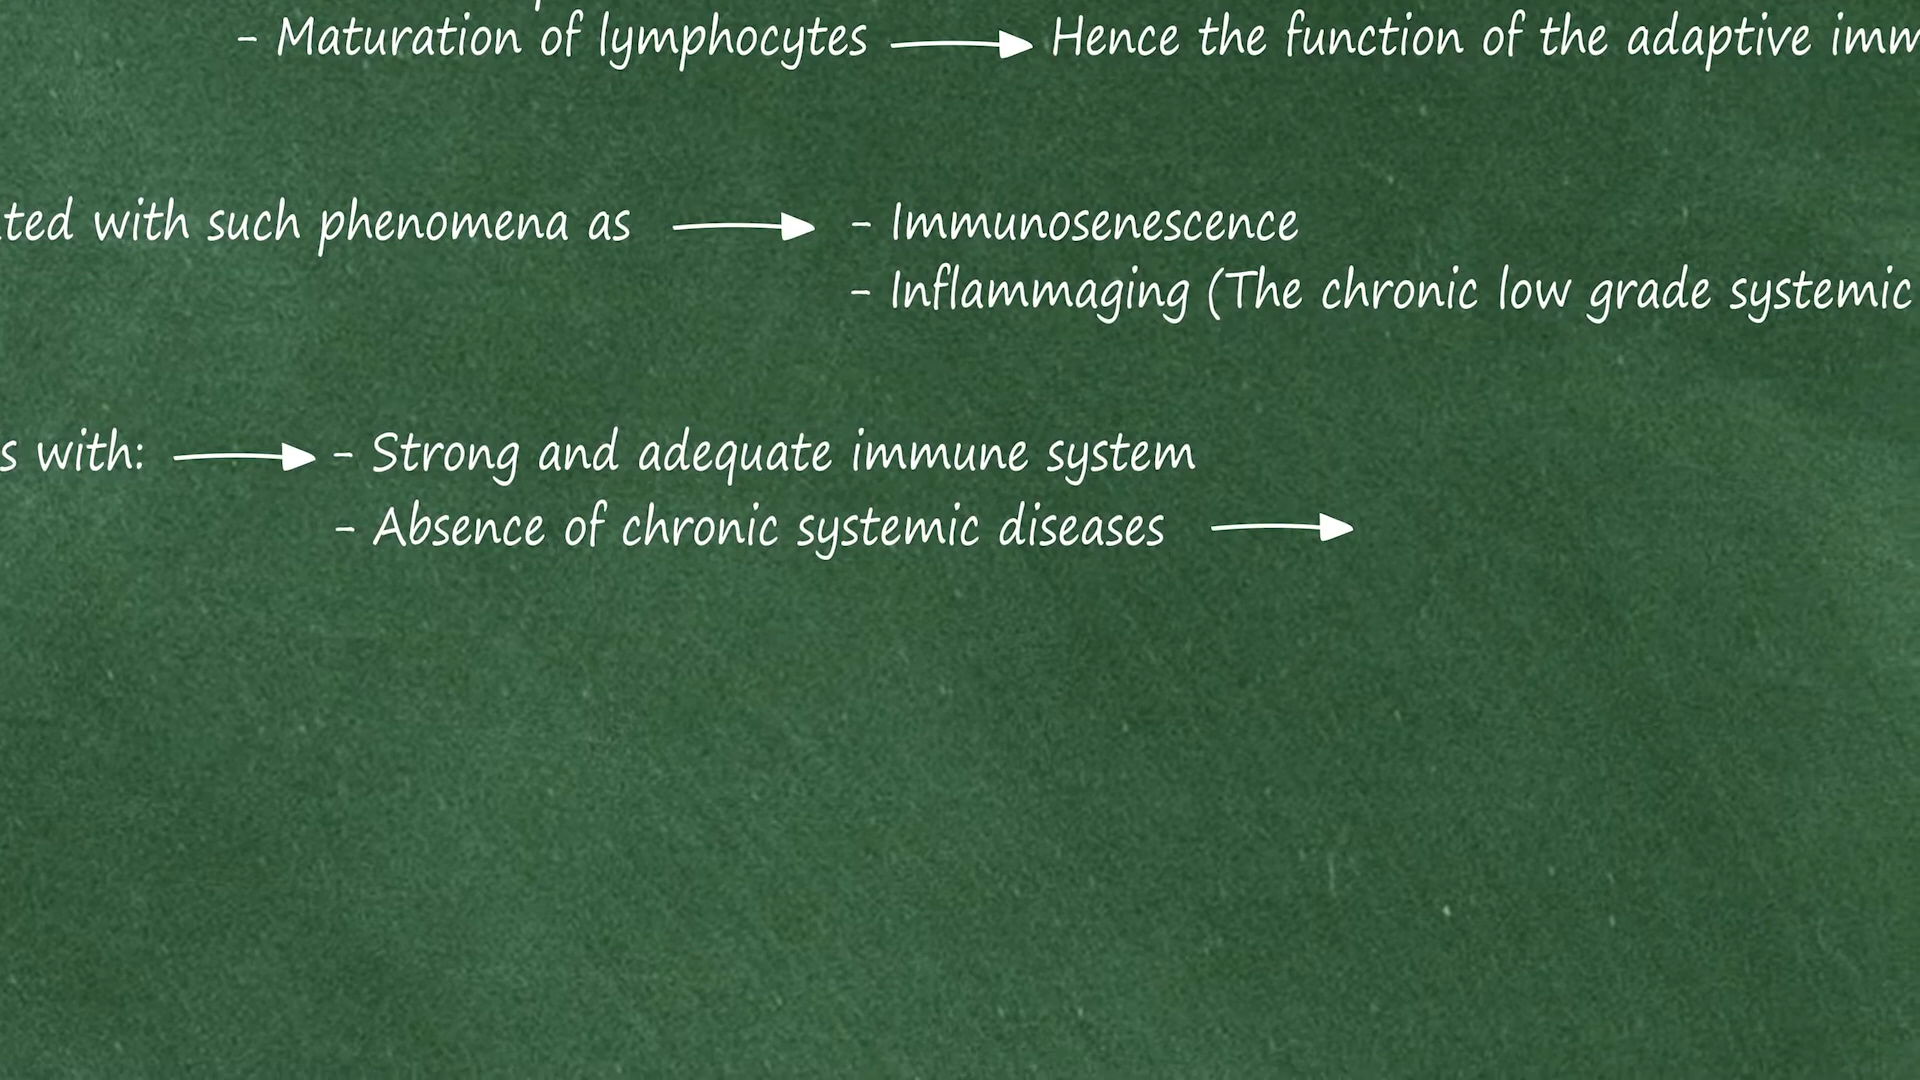 - Maturation of lymphocytes → Hence the function of the adaptive imm
ted with such phenomena as → - Immunosenescence
- Inflammaging (The chronic low grade systemic
s with: → - Strong and adequate immune system
- Absence of chronic systemic diseases →